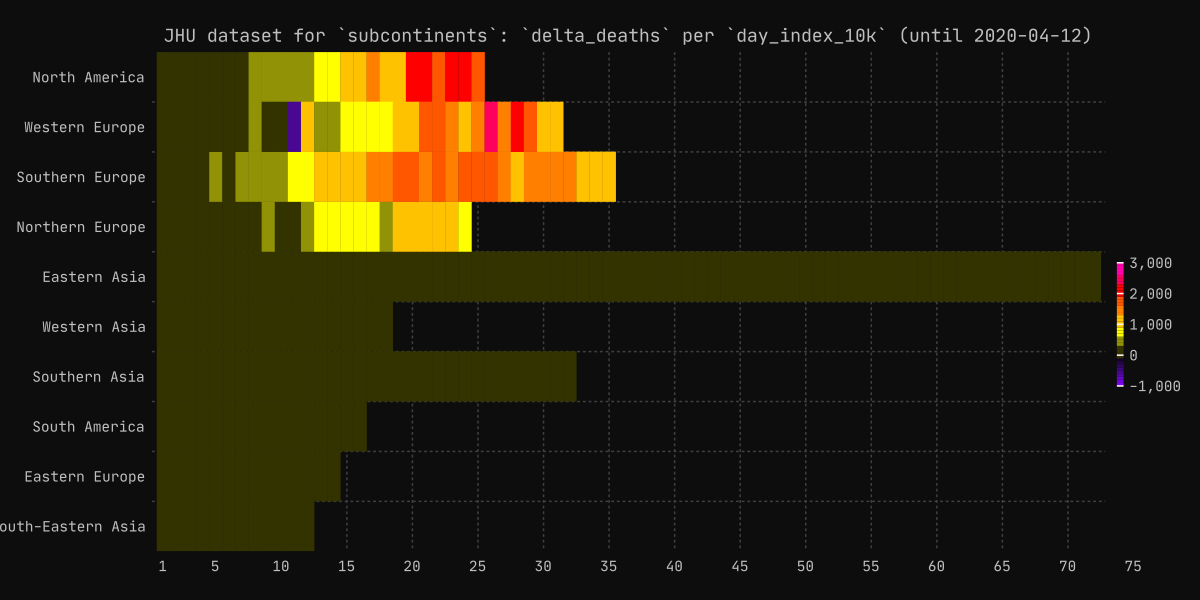 JHU dataset for `subcontinents`: `delta_deaths` per `day_index_10k` (until 2020-04-12)
North America
Western Europe
Southern Europe
Northern Europe
Eastern Asia
Western Asia
Southern Asia
South America
Eastern Europe
outh-Eastern Asia
3,000
2,000
1,000
0
-1,000
1 5 10 15 20 25 30 35 40 45 50 55 60 65 70 75